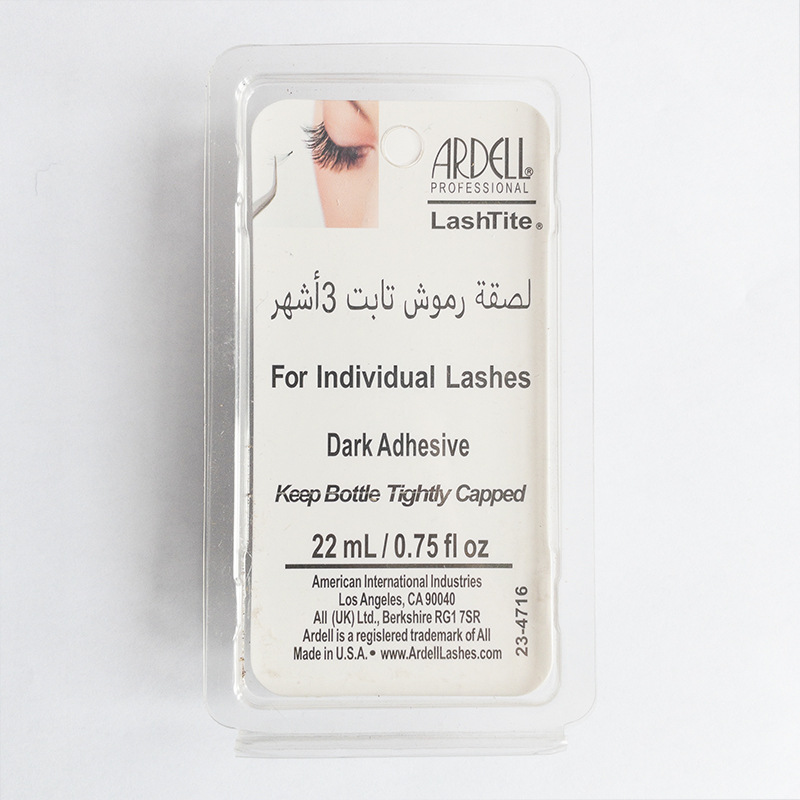 ARDELL®
PROFESSIONAL
LashTite®
لصقة رموش تابت 3أشهر
For Individual Lashes
Dark Adhesive
Keep Bottle Tightly Capped
22 mL / 0.75 fl oz
American International Industries
Los Angeles, CA 90040
AII (UK) Ltd., Berkshire RG1 7SR
Ardell is a registered trademark of AII
Made in U.S.A. • www.ArdellLashes.com
23-4716